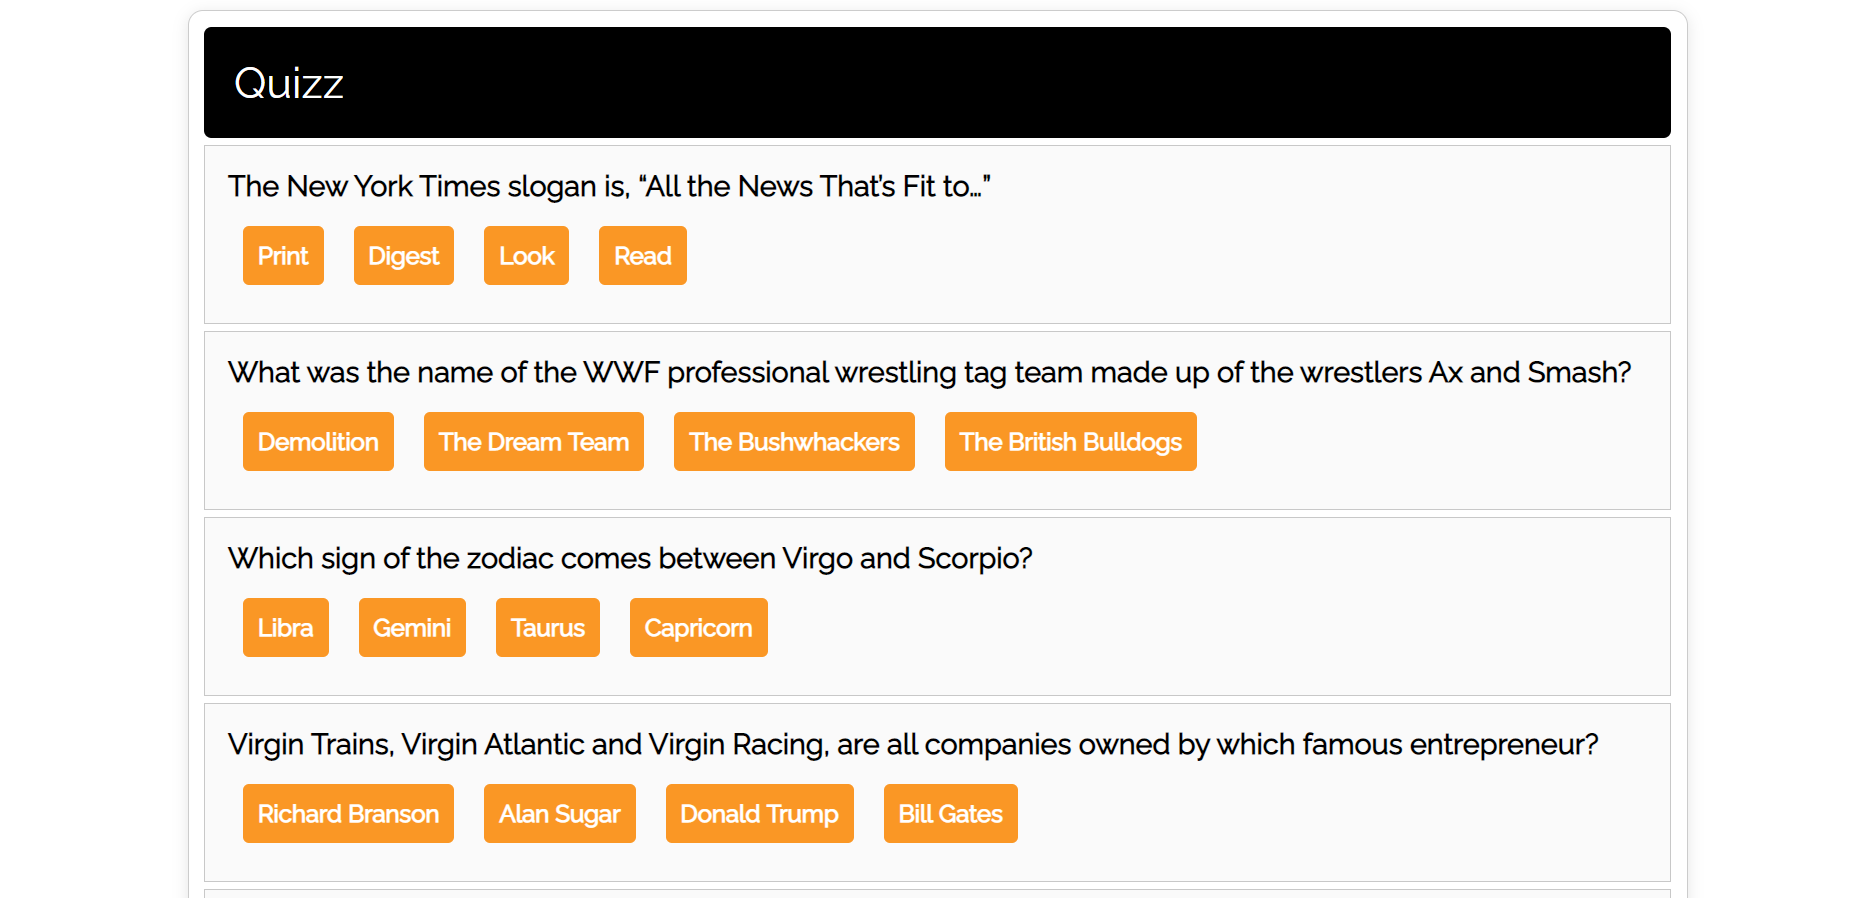 Quizz
The New York Times slogan is, “All the News That’s Fit to…”
Print Digest Look Read
What was the name of the WWF professional wrestling tag team made up of the wrestlers Ax and Smash?
Demolition The Dream Team The Bushwhackers The British Bulldogs
Which sign of the zodiac comes between Virgo and Scorpio?
Libra Gemini Taurus Capricorn
Virgin Trains, Virgin Atlantic and Virgin Racing, are all companies owned by which famous entrepreneur?
Richard Branson Alan Sugar Donald Trump Bill Gates